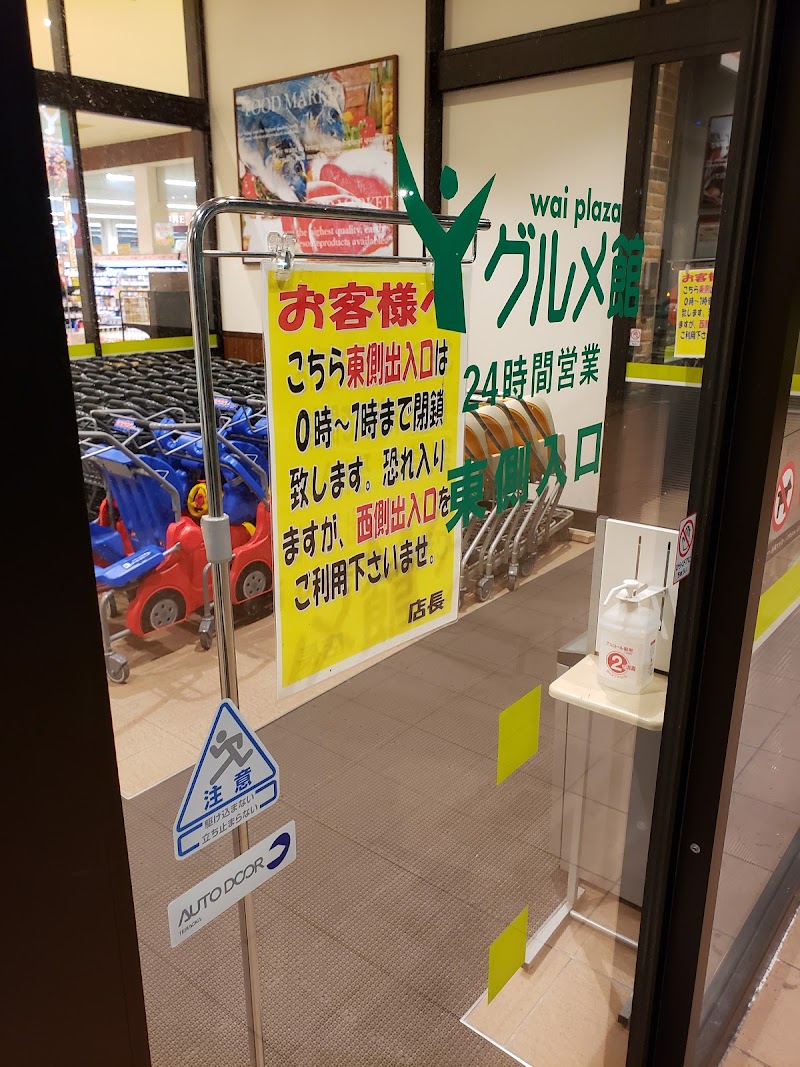 FOOD MARKE
wai plaza
グルメ館
24時間営業
東側入口
お客様へ
こちら東側出入口は
0時〜7時まで閉鎖
致します。恐れ入り
ますが、西側出入口を
ご利用下さいませ。
店長
注意
駆け込まない
立ち止まらない
AUTO DOOR
TERAOKA